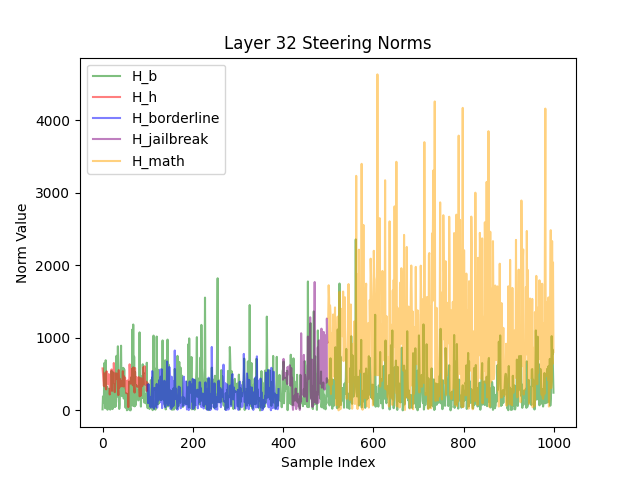 Layer 32 Steering Norms
H_b
H_h
H_borderline
H_jailbreak
H_math
Norm Value
4000
3000
2000
1000
0
0
200
400
600
800
1000
Sample Index